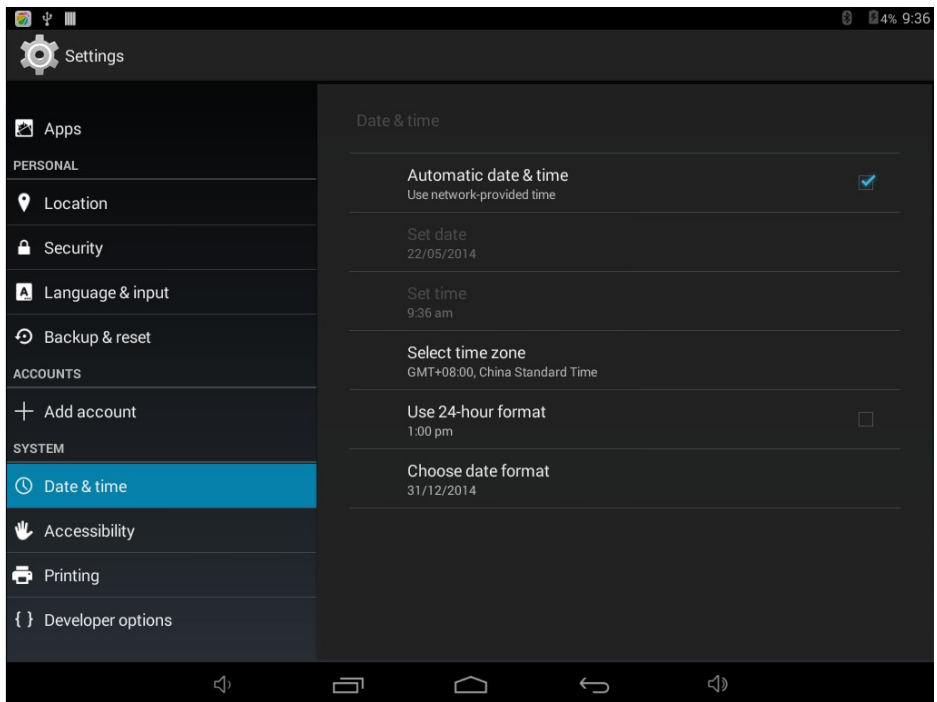 4% 9:36
Settings
Apps
PERSONAL
Location
Security
Language & input
Backup & reset
ACCOUNTS
Add account
SYSTEM
Date & time
Accessibility
Printing
Developer options
Date & time
Automatic date & time
Use network-provided time
Set date
22/05/2014
Set time
9:36 am
Select time zone
GMT+08:00, China Standard Time
Use 24-hour format
1:00 pm
Choose date format
31/12/2014